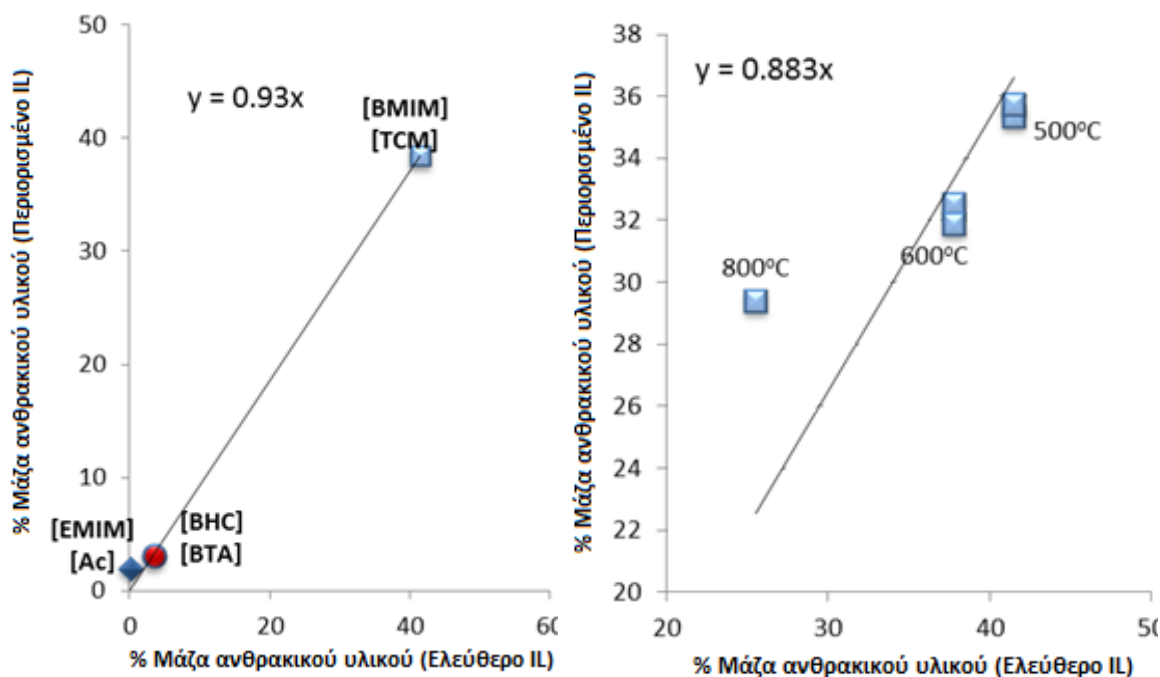 % Μάζα ανθρακικού υλικού (Περιορισμένο IL)
50
40
30
20
10
0
y = 0.93x
[BMIM]
[TCM]
[EMIM]
[Ac]
[BHC]
[BTA]
0
20
40
60
% Μάζα ανθρακικού υλικού (Ελεύθερο IL)
% Μάζα ανθρακικού υλικού (Περιορισμένο IL)
38
36
34
32
30
28
26
24
22
20
y = 0.883x
500ºC
600ºC
800ºC
20
30
40
50
% Μάζα ανθρακικού υλικού (Ελεύθερο IL)